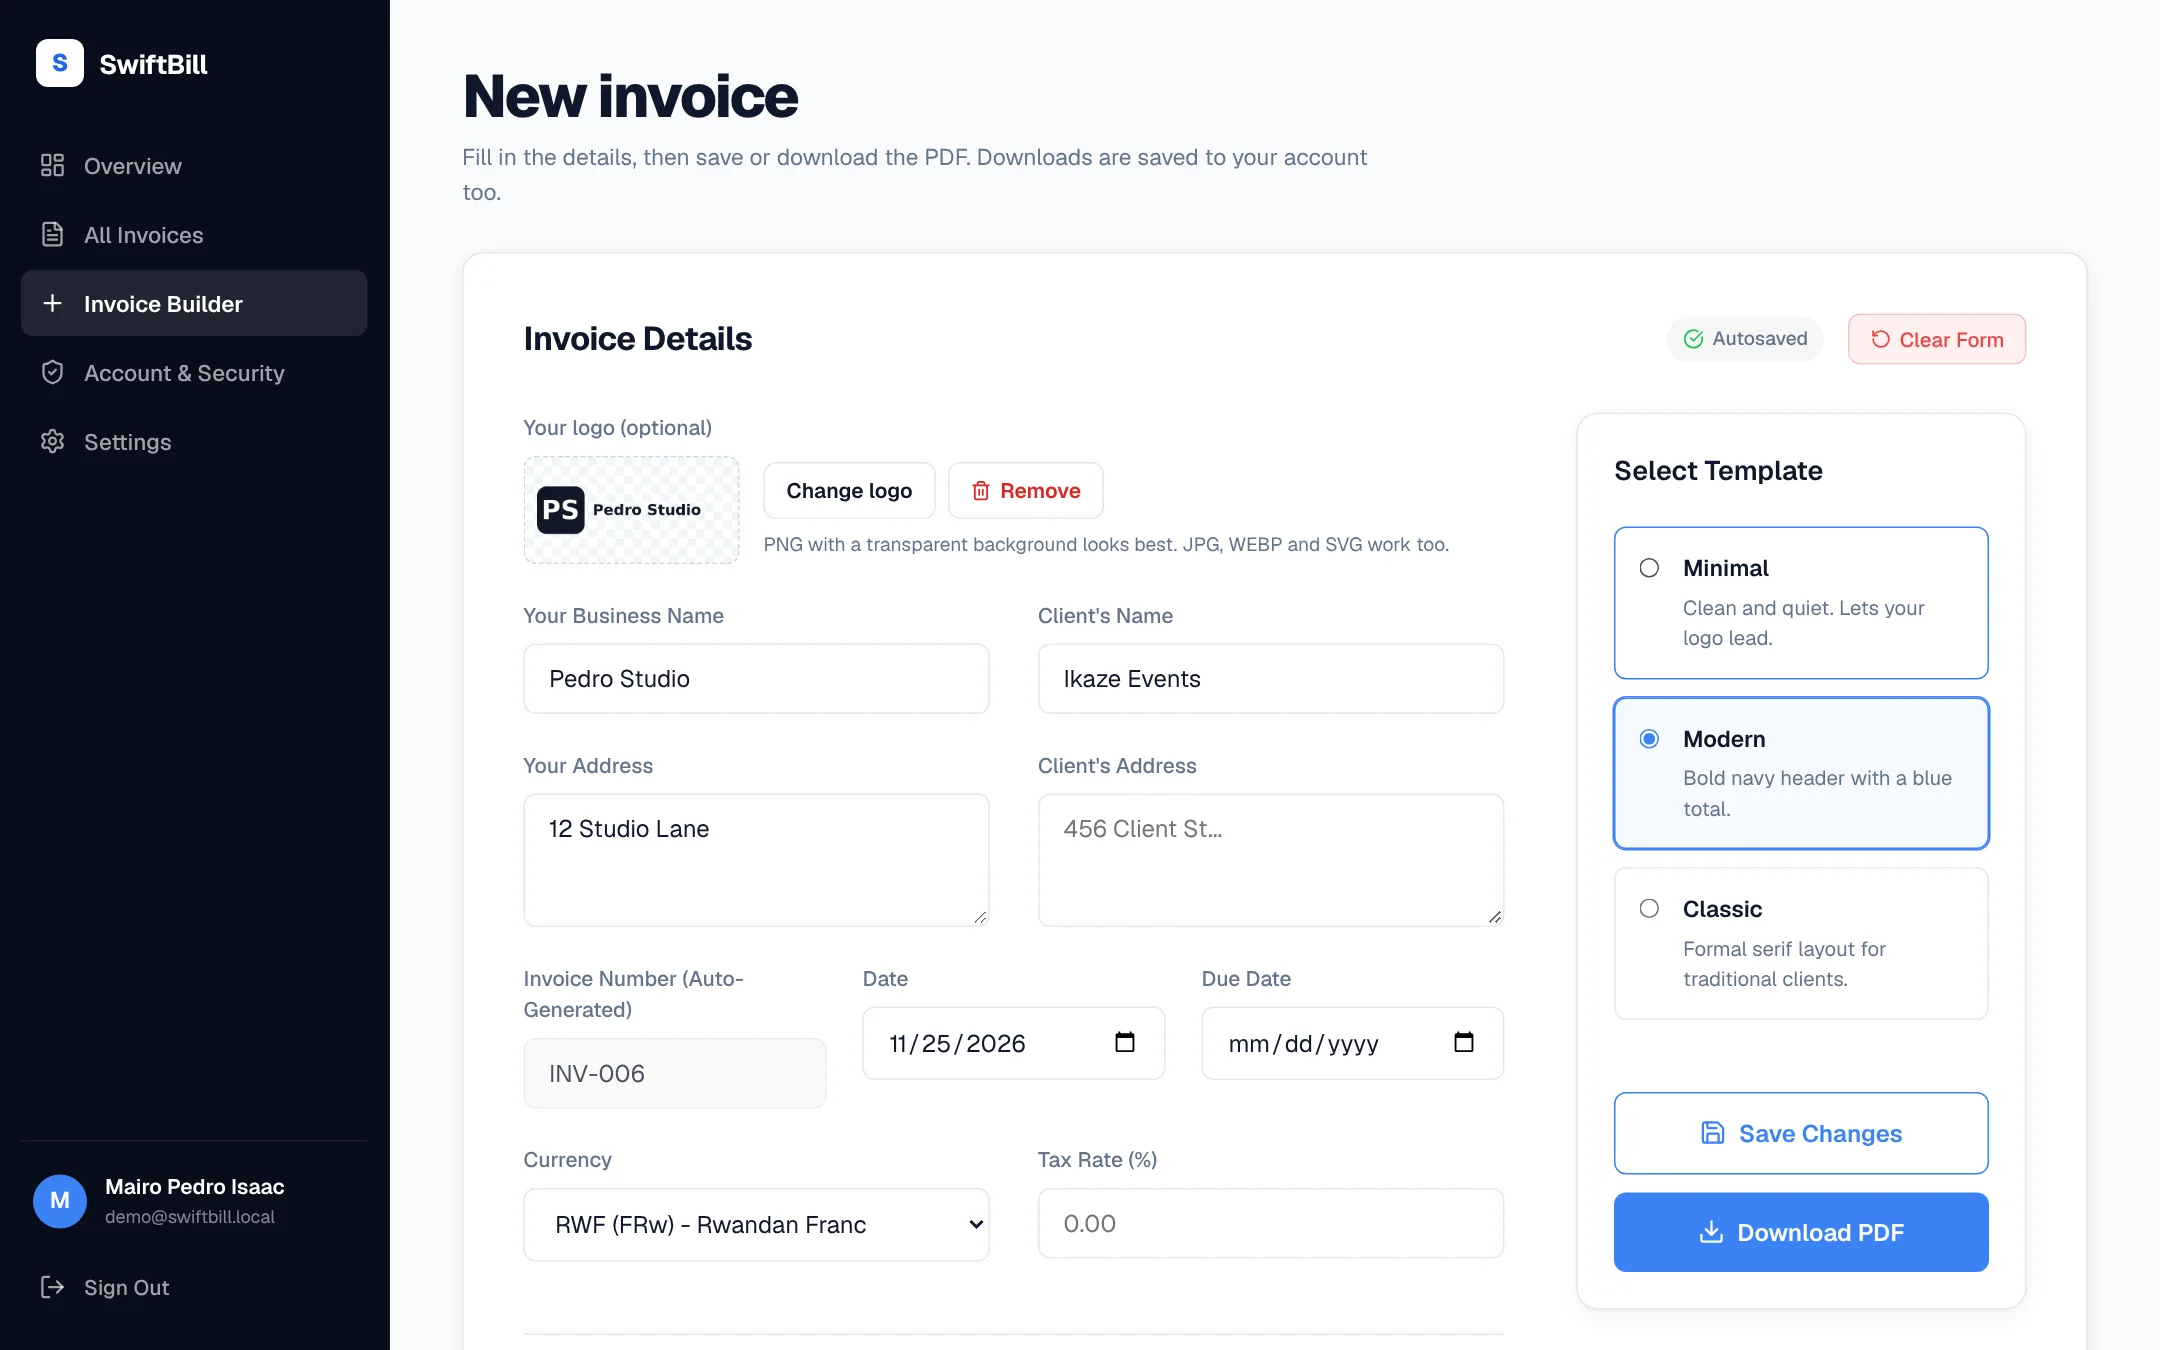 S SwiftBill
Overview
All Invoices
Invoice Builder
Account & Security
Settings
Mairo Pedro Isaac
M
demo@swiftbill.local
Sign Out
New invoice
Fill in the details, then save or download the PDF. Downloads are saved to your account
too.
Invoice Details
Autosaved
Clear Form
Your logo (optional)
PS Pedro Studio
Change logo
Remove
PNG with a transparent background looks best. JPG, WEBP and SVG work too.
Your Business Name
Pedro Studio
Client's Name
Ikaze Events
Your Address
12 Studio Lane
Client's Address
456 Client St...
Invoice Number (Auto-
Generated)
INV-006
Date
11/25/2026
Due Date
mm/dd/yyyy
Currency
RWF (FRw) - Rwandan Franc
Tax Rate (%)
0.00
Select Template
Minimal
Clean and quiet. Lets your
logo lead.
Modern
Bold navy header with a blue
total.
Classic
Formal serif layout for
traditional clients.
Save Changes
Download PDF